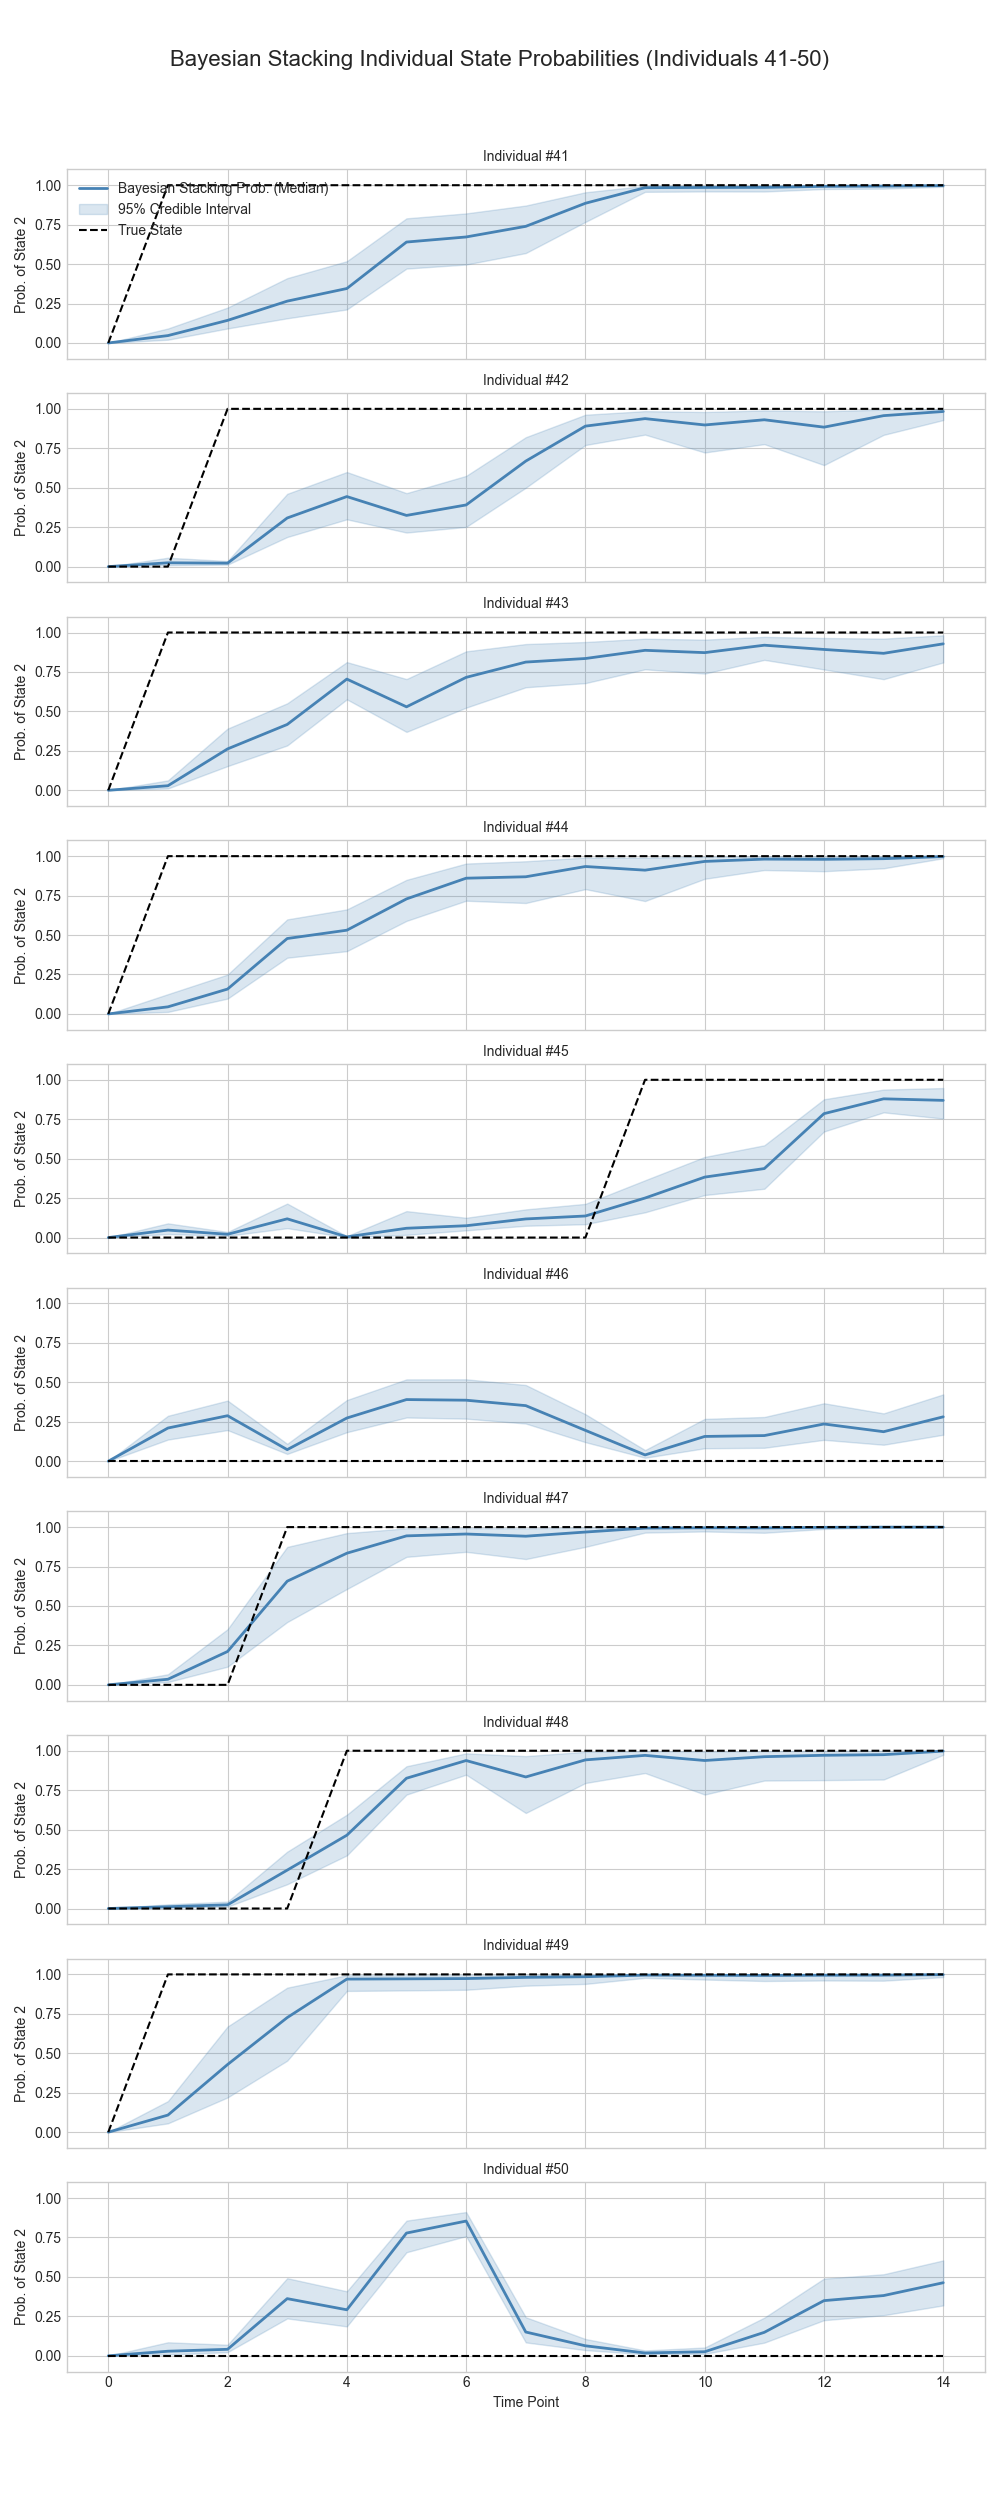 Bayesian Stacking Individual State Probabilities (Individuals 41-50)
Individual #41
Bayesian Stacking Prob. (Median)
95% Credible Interval
True State
Prob. of State 2
1.00
0.75
0.50
0.25
0.00
Individual #42
Prob. of State 2
1.00
0.75
0.50
0.25
0.00
Individual #43
Prob. of State 2
1.00
0.75
0.50
0.25
0.00
Individual #44
Prob. of State 2
1.00
0.75
0.50
0.25
0.00
Individual #45
Prob. of State 2
1.00
0.75
0.50
0.25
0.00
Individual #46
Prob. of State 2
1.00
0.75
0.50
0.25
0.00
Individual #47
Prob. of State 2
1.00
0.75
0.50
0.25
0.00
Individual #48
Prob. of State 2
1.00
0.75
0.50
0.25
0.00
Individual #49
Prob. of State 2
1.00
0.75
0.50
0.25
0.00
Individual #50
Prob. of State 2
1.00
0.75
0.50
0.25
0.00
0 2 4 6 8 10 12 14
Time Point